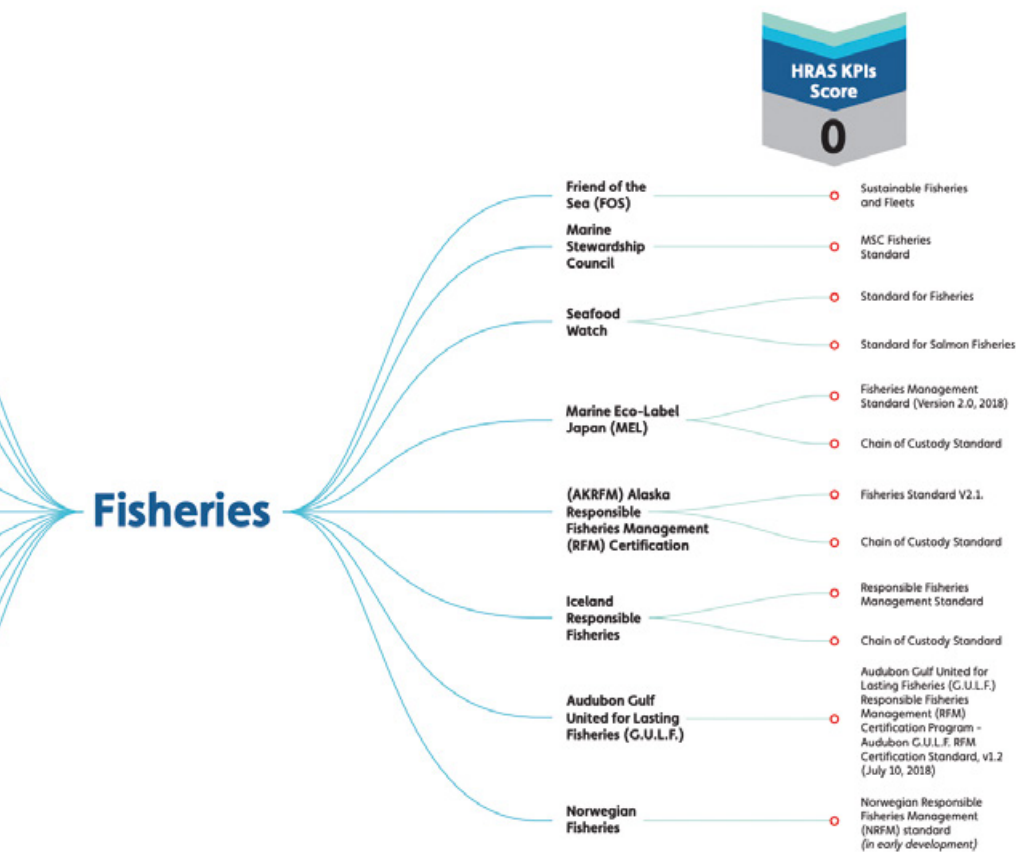 HRAS KPIs
Score
0
Friend of the
Sea (FOS)
Sustainable Fisheries
and Fleets
Marine
Stewardship
Council
MSC Fisheries
Standard
Seafood
Watch
Standard for Fisheries
Standard for Salmon Fisheries
Marine Eco-Label
Japan (MEL)
Fisheries Management
Standard (Version 2.0, 2018)
Chain of Custody Standard
Fisheries
(AKRFM) Alaska
Responsible
Fisheries Management
(RFM) Certification
Fisheries Standard V2.1.
Chain of Custody Standard
Iceland
Responsible
Fisheries
Responsible Fisheries
Management Standard
Chain of Custody Standard
Audubon Gulf
United for Lasting
Fisheries (G.U.L.F.)
Audubon Gulf United for
Lasting Fisheries (G.U.L.F.)
Responsible Fisheries
Management (RFM)
Certification Program -
Audubon G.U.L.F. RFM
Certification Standard, v1.2
(July 10, 2018)
Norwegian
Fisheries
Norwegian Responsible
Fisheries Management
(NRFM) standard
(in early development)